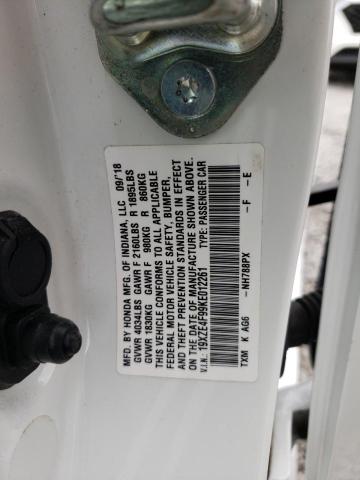 MFD. BY HONDA MFG. OF INDIANA, LLC 09/'18
GVWR 4034LBS GAWR F 2160LBS R 1895LBS
GVWR 1830KG GAWR F 980KG R 860KG
THIS VEHICLE CONFORMS TO ALL APPLICABLE
FEDERAL MOTOR VEHICLE SAFETY, BUMPER,
AND THEFT PREVENTION STANDARDS IN EFFECT
ON THE DATE OF MANUFACTURE SHOWN ABOVE.
V.I.N.: 19XZE4F99KE012261 TYPE: PASSENGER CAR
TXM K AG6 -NH788PX -F -E